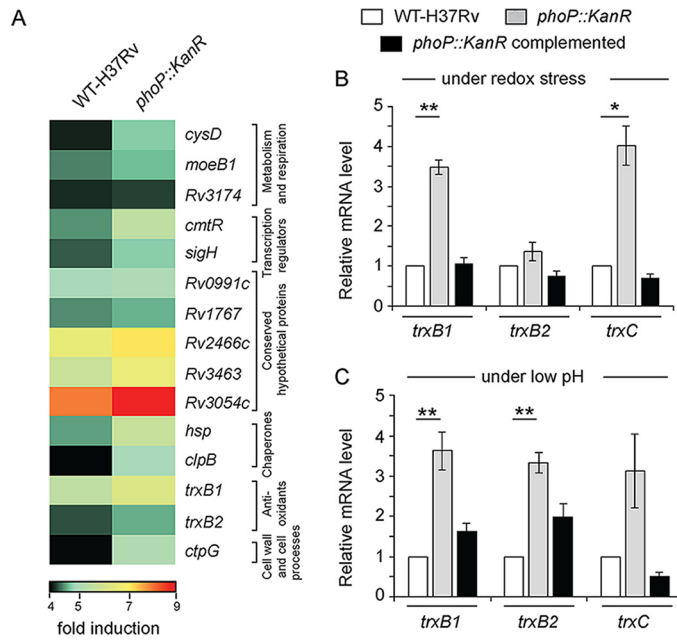 A
WT-H37Rv
phoP::KanR
cysD
moeB1
Rv3174
cmtR
sigH
Rv0991c
Rv1767
Rv2466c
Rv3463
Rv3054c
hsp
clpB
trxB1
trxB2
ctpG
Metabolism
and respiration
Transcription
regulators
Conserved
hypothetical proteins
Chaperones
Anti-
oxidants
Cell wall
and cell
processes
4 5 7 9
fold induction
WT-H37Rv
phoP::KanR
phoP::KanR complemented
B
under redox stress
Relative mRNA level
5
4
3
2
1
0
**
*
trxB1
trxB2
trxC
C
under low pH
Relative mRNA level
5
4
3
2
1
0
**
**
trxB1
trxB2
trxC